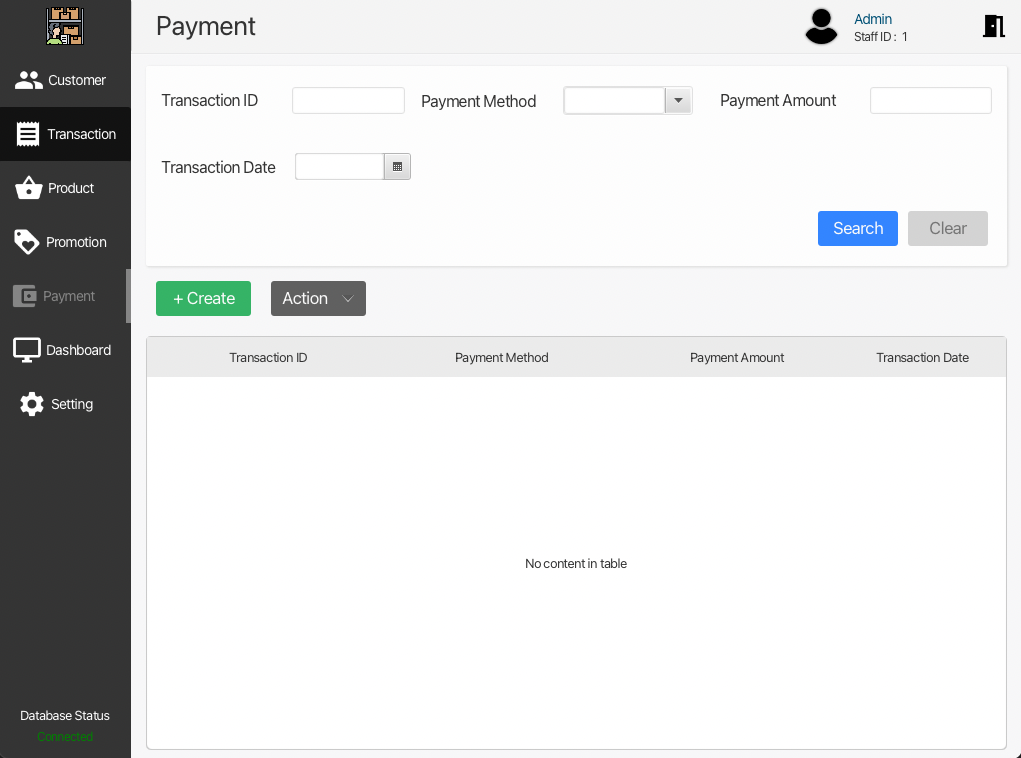 Payment
Admin
Staff ID : 1
Customer
Transaction
Product
Promotion
Payment
Dashboard
Setting
Database Status
Connected
Transaction ID
Payment Method
Payment Amount
Transaction Date
Search
Clear
+ Create
Action
Transaction ID Payment Method Payment Amount Transaction Date
No content in table